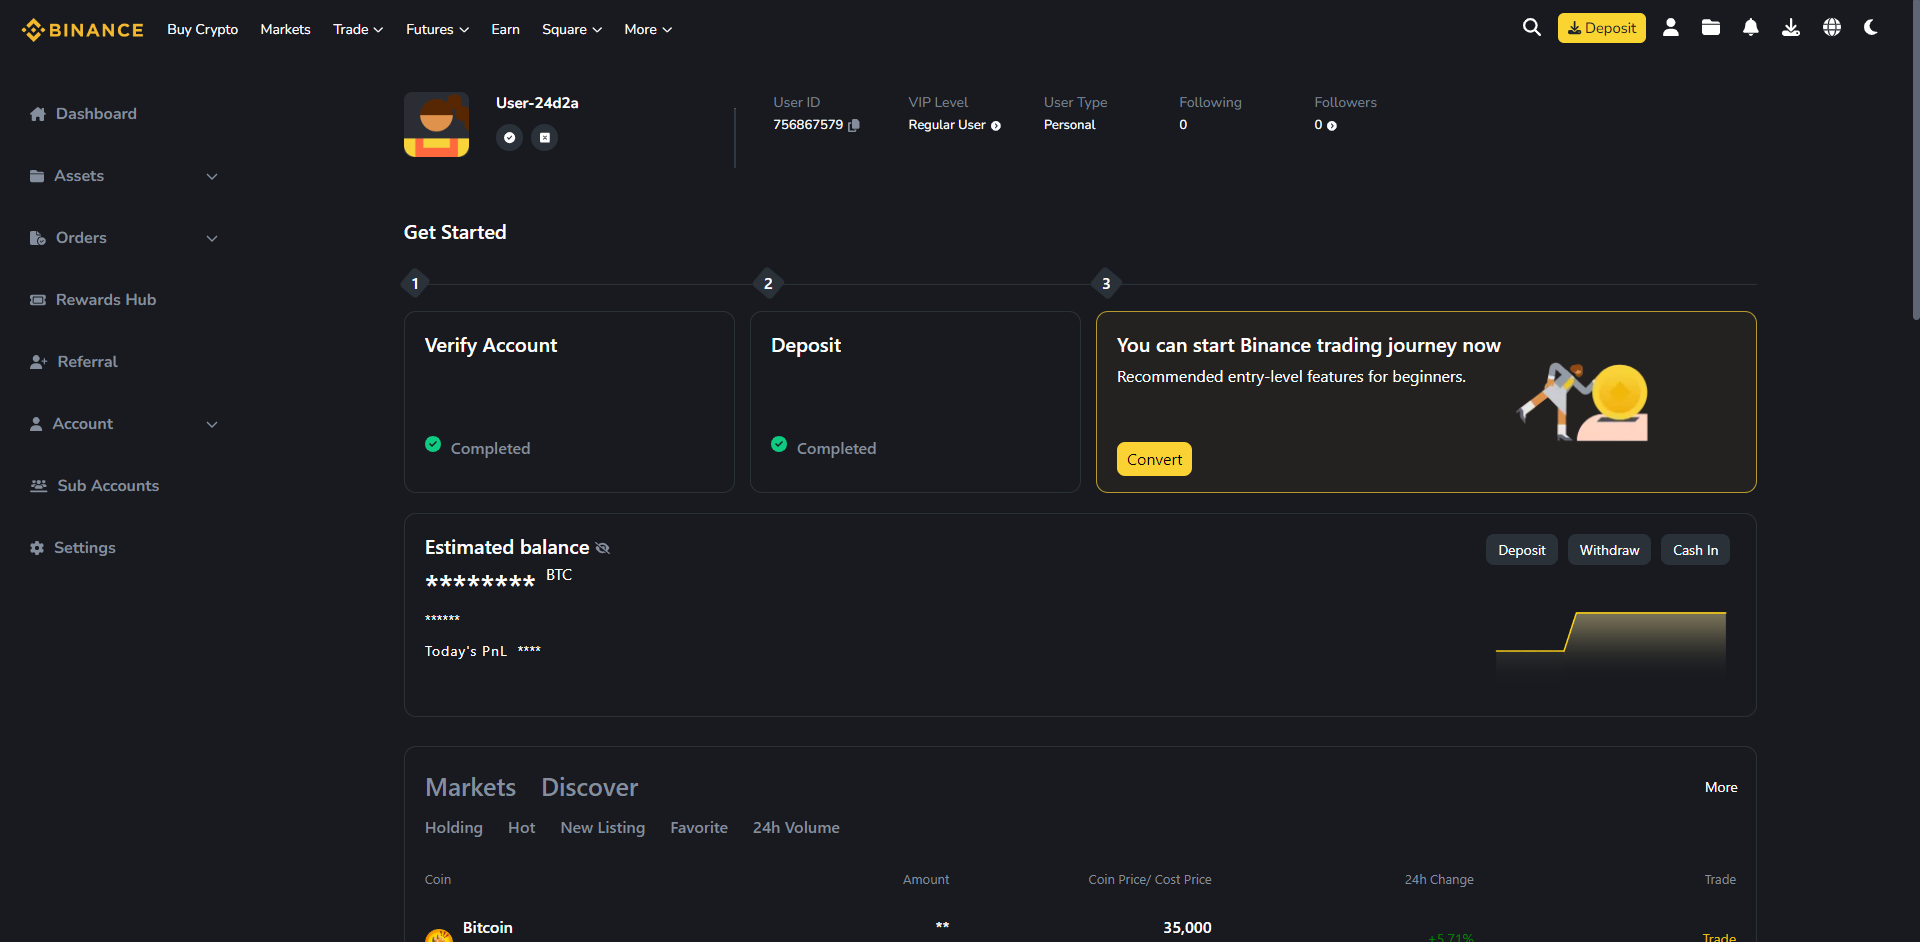 BINANCE Buy Crypto Markets Trade Futures Earn Square More Deposit
Dashboard
Assets
Orders
Rewards Hub
Referral
Account
Sub Accounts
Settings
User-24d2a
User ID VIP Level User Type Following Followers
756867579 Regular User Personal 0 0
Get Started
1 2 3
Verify Account
Completed
Deposit
Completed
You can start Binance trading journey now
Recommended entry-level features for beginners.
Convert
Estimated balance
******** BTC
******
Today's PnL ****
Deposit Withdraw Cash In
Markets Discover More
Holding Hot New Listing Favorite 24h Volume
Coin Amount Coin Price/ Cost Price 24h Change Trade
Bitcoin ** 35,000
+5.71% Trade